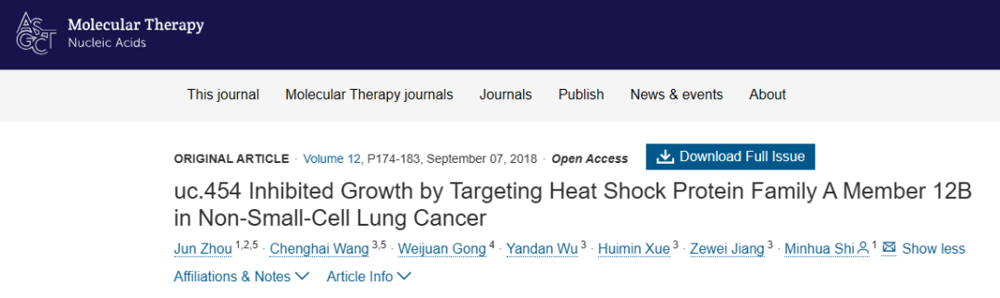 ASGCT
Molecular Therapy
Nucleic Acids
This journal Molecular Therapy journals Journals Publish News & events About
ORIGINAL ARTICLE · Volume 12, P174-183, September 07, 2018 · Open Access Download Full Issue
uc.454 Inhibited Growth by Targeting Heat Shock Protein Family A Member 12B
in Non-Small-Cell Lung Cancer
Jun Zhou 1,2,5 · Chenghai Wang 3,5 · Weijuan Gong 4 · Yandan Wu 3 · Huimin Xue 3 · Zewei Jiang 3 · Minhua Shi 1 Show less
Affiliations & Notes Article Info